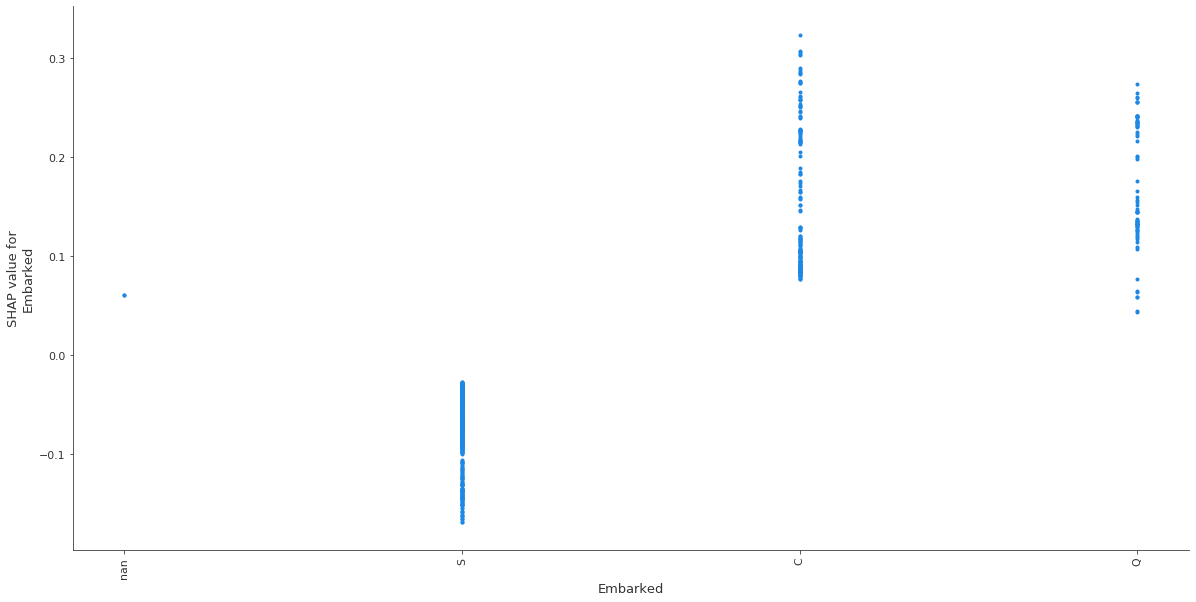 0.3
0.2
0.1
0.0
−0.1
SHAP value for
Embarked
nan
S
C
Q
Embarked